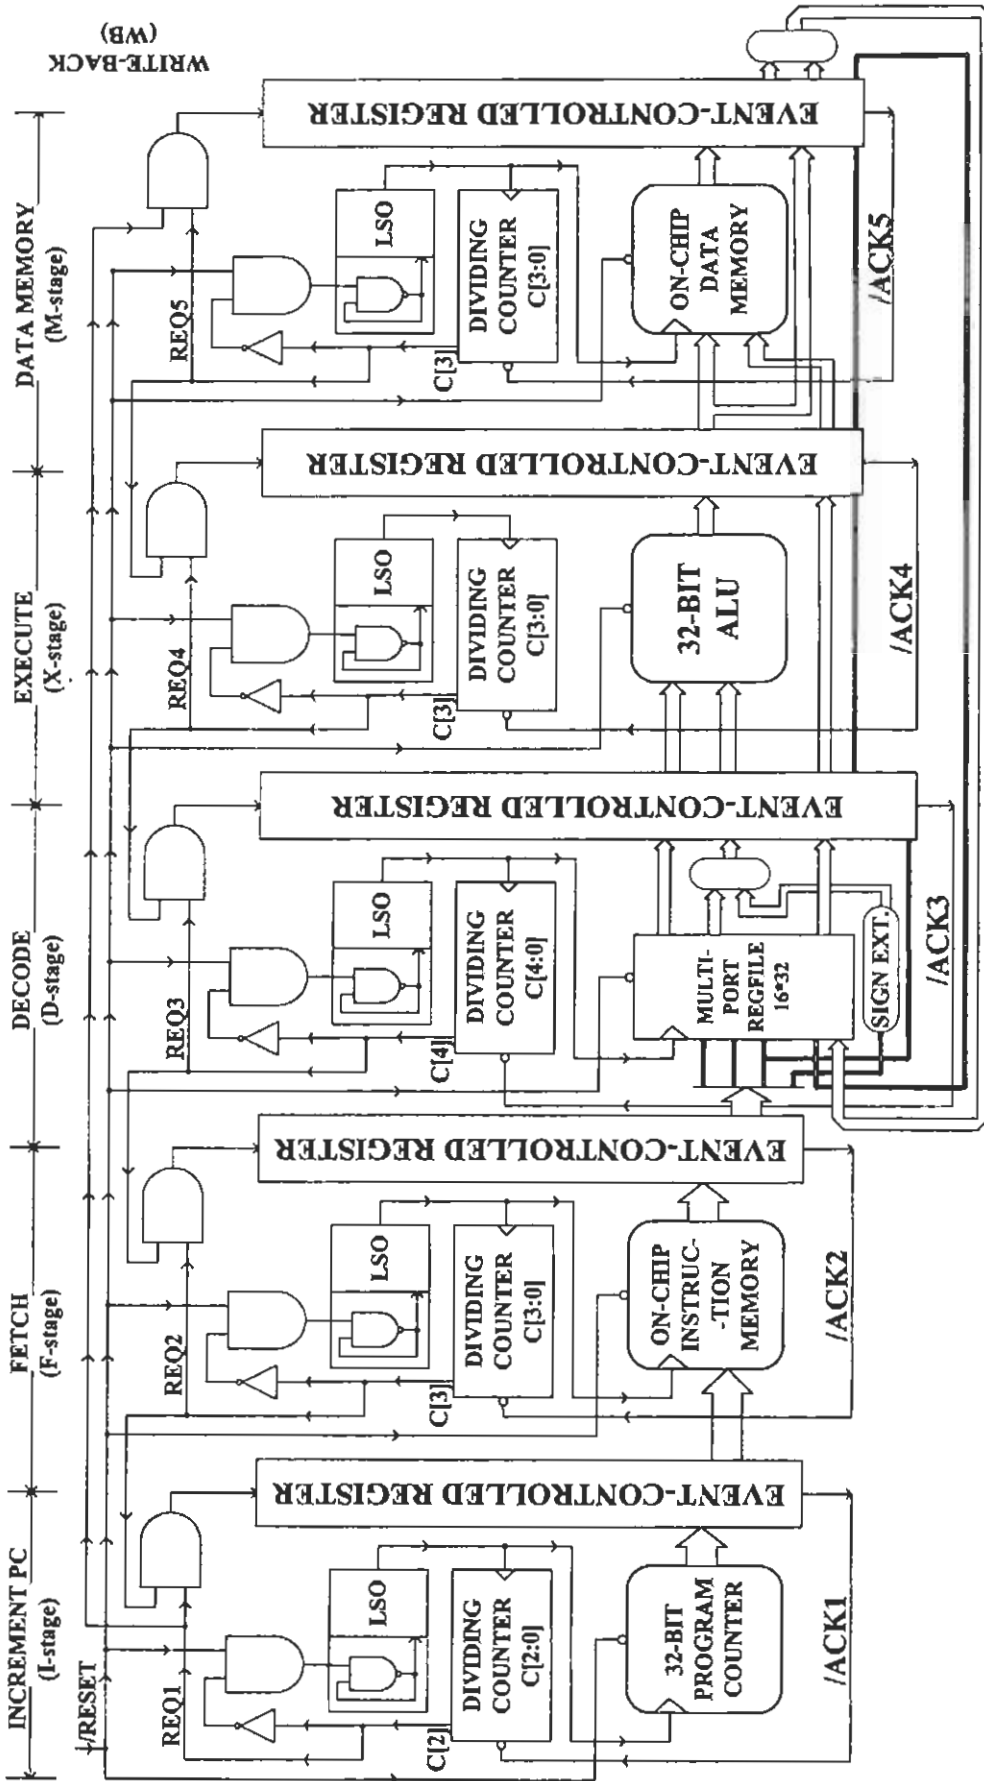 INCREMENT PC
(I-stage)
FETCH
(F-stage)
DECODE
(D-stage)
EXECUTE
(X-stage)
DATA MEMORY
(M-stage)
WRITE-BACK
(WB)
/RESET
REQ1
LSO
DIVIDING
COUNTER
C[2:0]
C[2]
32-BIT
PROGRAM
COUNTER
/ACK1
EVENT-CONTROLLED REGISTER
REQ2
LSO
DIVIDING
COUNTER
C[3:0]
C[3]
ON-CHIP
INSTRUC-
-TION
MEMORY
/ACK2
EVENT-CONTROLLED REGISTER
REQ3
LSO
DIVIDING
COUNTER
C[4:0]
C[4]
MULTI-
PORT
REGFILE
16*32
SIGN EXT.
/ACK3
EVENT-CONTROLLED REGISTER
REQ4
LSO
DIVIDING
COUNTER
C[3:0]
C[3]
32-BIT
ALU
/ACK4
EVENT-CONTROLLED REGISTER
REQ5
LSO
DIVIDING
COUNTER
C[3:0]
C[3]
ON-CHIP
DATA
MEMORY
/ACK5
EVENT-CONTROLLED REGISTER